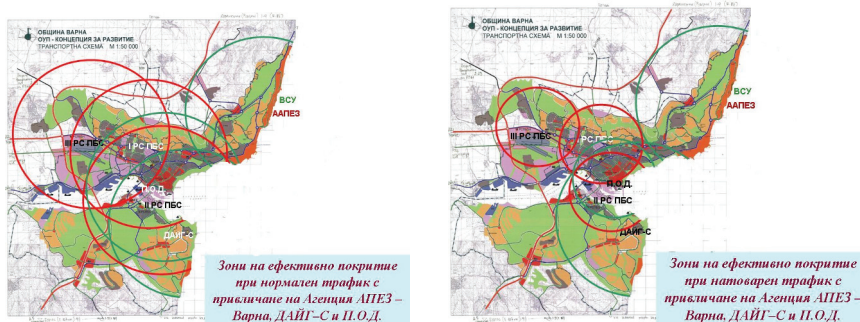 ОБЩИНА ВАРНА
ОУП - КОНЦЕПЦИЯ ЗА РАЗВИТИЕ
ТРАНСПОРТНА СХЕМА М 1:50 000
ВСУ
ААПЕЗ
III РС ПБС
I РС ПБС
П.О.Д.
II РС ПБС
ДАЙГ-С
Зони на ефективно покритие
при нормален трафик с
привличане на Агенция АПЕЗ –
Варна, ДАЙГ–С и П.О.Д.
ОБЩИНА ВАРНА
ОУП - КОНЦЕПЦИЯ ЗА РАЗВИТИЕ
ТРАНСПОРТНА СХЕМА М 1:50 000
ВСУ
ААПЕЗ
III РС ПБС
П.О.Д.
II РС ПБС
ДАЙГ-С
Зони на ефективно покритие
при натоварен трафик с
привличане на Агенция АПЕЗ –
Варна, ДАЙГ–С и П.О.Д.